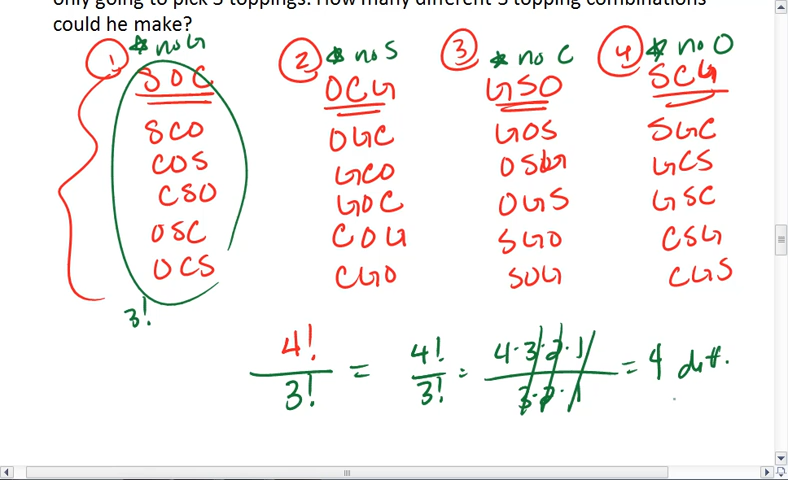 only going to pick 3 toppings. How many different 3 topping combinations
could he make?
1 * no G
SOC
SCO
COS
CSO
OSC
OCS
3!
2 * no S
OCG
OGC
GCO
GOC
COG
CGO
3 * no C
GSO
GOS
OSG
OGS
SGO
SOG
4 * no O
SCG
SGC
GCS
GSC
CSG
CGS
4!/3! = 4!/3! = 4·3·2·1/3·2·1 = 4 diff.